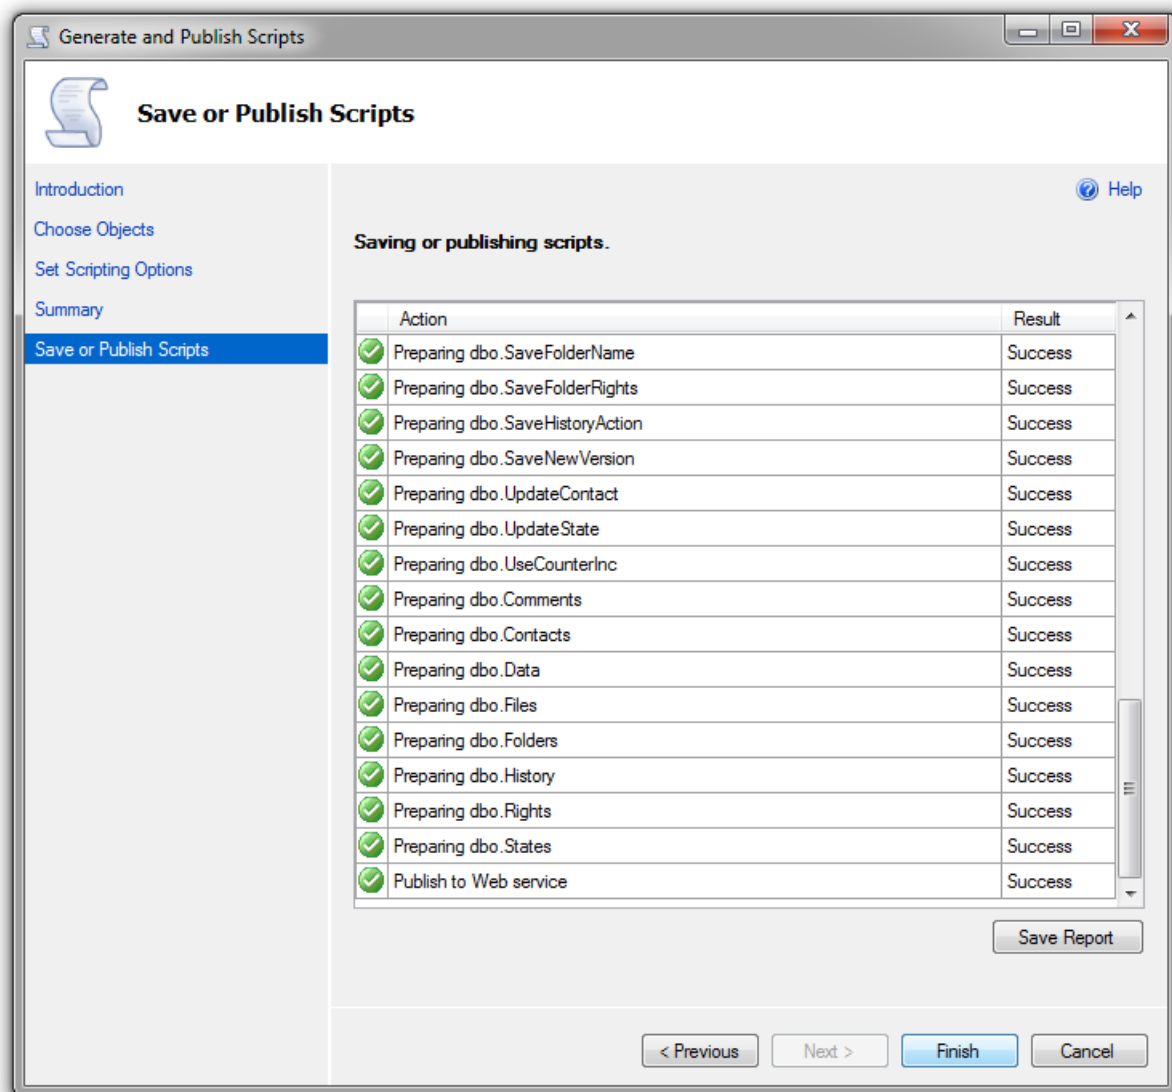 Generate and Publish Scripts
Save or Publish Scripts
Introduction
Choose Objects
Set Scripting Options
Summary
Save or Publish Scripts
Help
Saving or publishing scripts.
Action Result
Preparing dbo.SaveFolderName Success
Preparing dbo.SaveFolderRights Success
Preparing dbo.SaveHistoryAction Success
Preparing dbo.SaveNewVersion Success
Preparing dbo.UpdateContact Success
Preparing dbo.UpdateState Success
Preparing dbo.UseCounterInc Success
Preparing dbo.Comments Success
Preparing dbo.Contacts Success
Preparing dbo.Data Success
Preparing dbo.Files Success
Preparing dbo.Folders Success
Preparing dbo.History Success
Preparing dbo.Rights Success
Preparing dbo.States Success
Publish to Web service Success
Save Report
< Previous Next > Finish Cancel